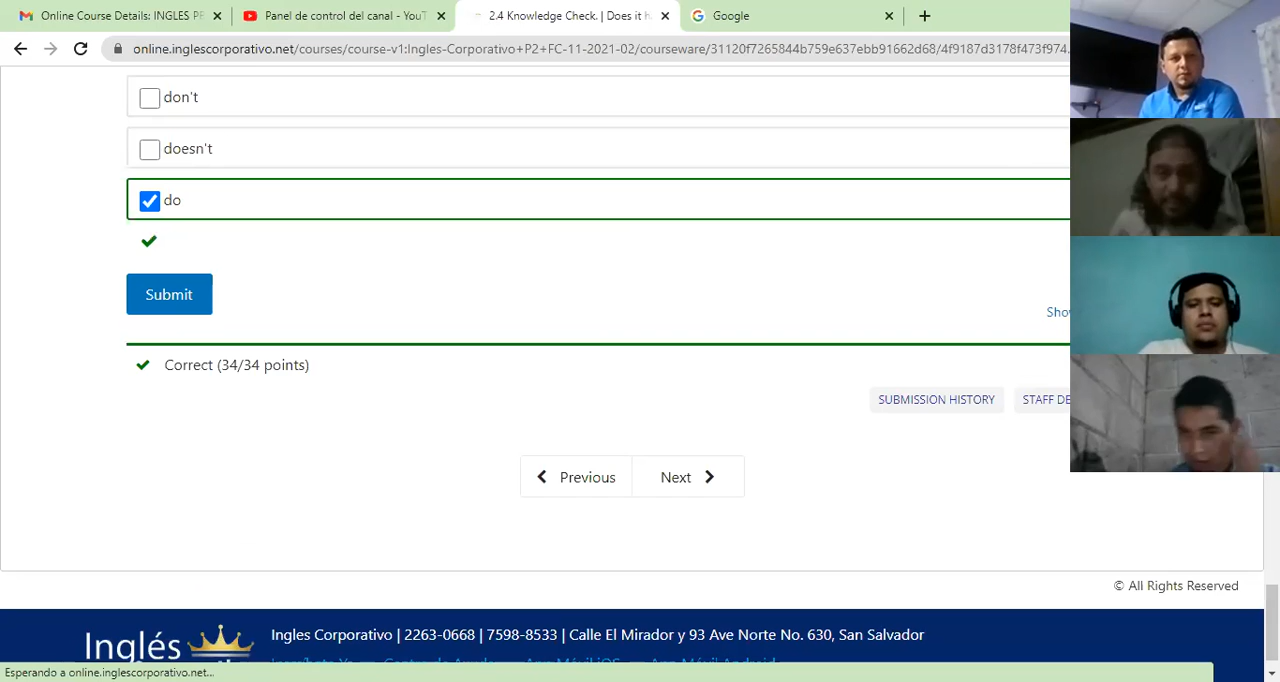 Online Course Details: INGLES PE
Panel de control del canal - YouT
2.4 Knowledge Check. | Does it h
Google
online.inglescorporativo.net/courses/course-v1:Ingles-Corporativo+P2+FC-11-2021-02/courseware/31120f7265844b759e637ebb91662d68/4f9187d3178f473f974
don't
doesn't
do
Submit
Sho
Correct (34/34 points)
SUBMISSION HISTORY
STAFF DE
Previous
Next
© All Rights Reserved
Inglés
Ingles Corporativo | 2263-0668 | 7598-8533 | Calle El Mirador y 93 Ave Norte No. 630, San Salvador
Esperando a online.inglescorporativo.net...